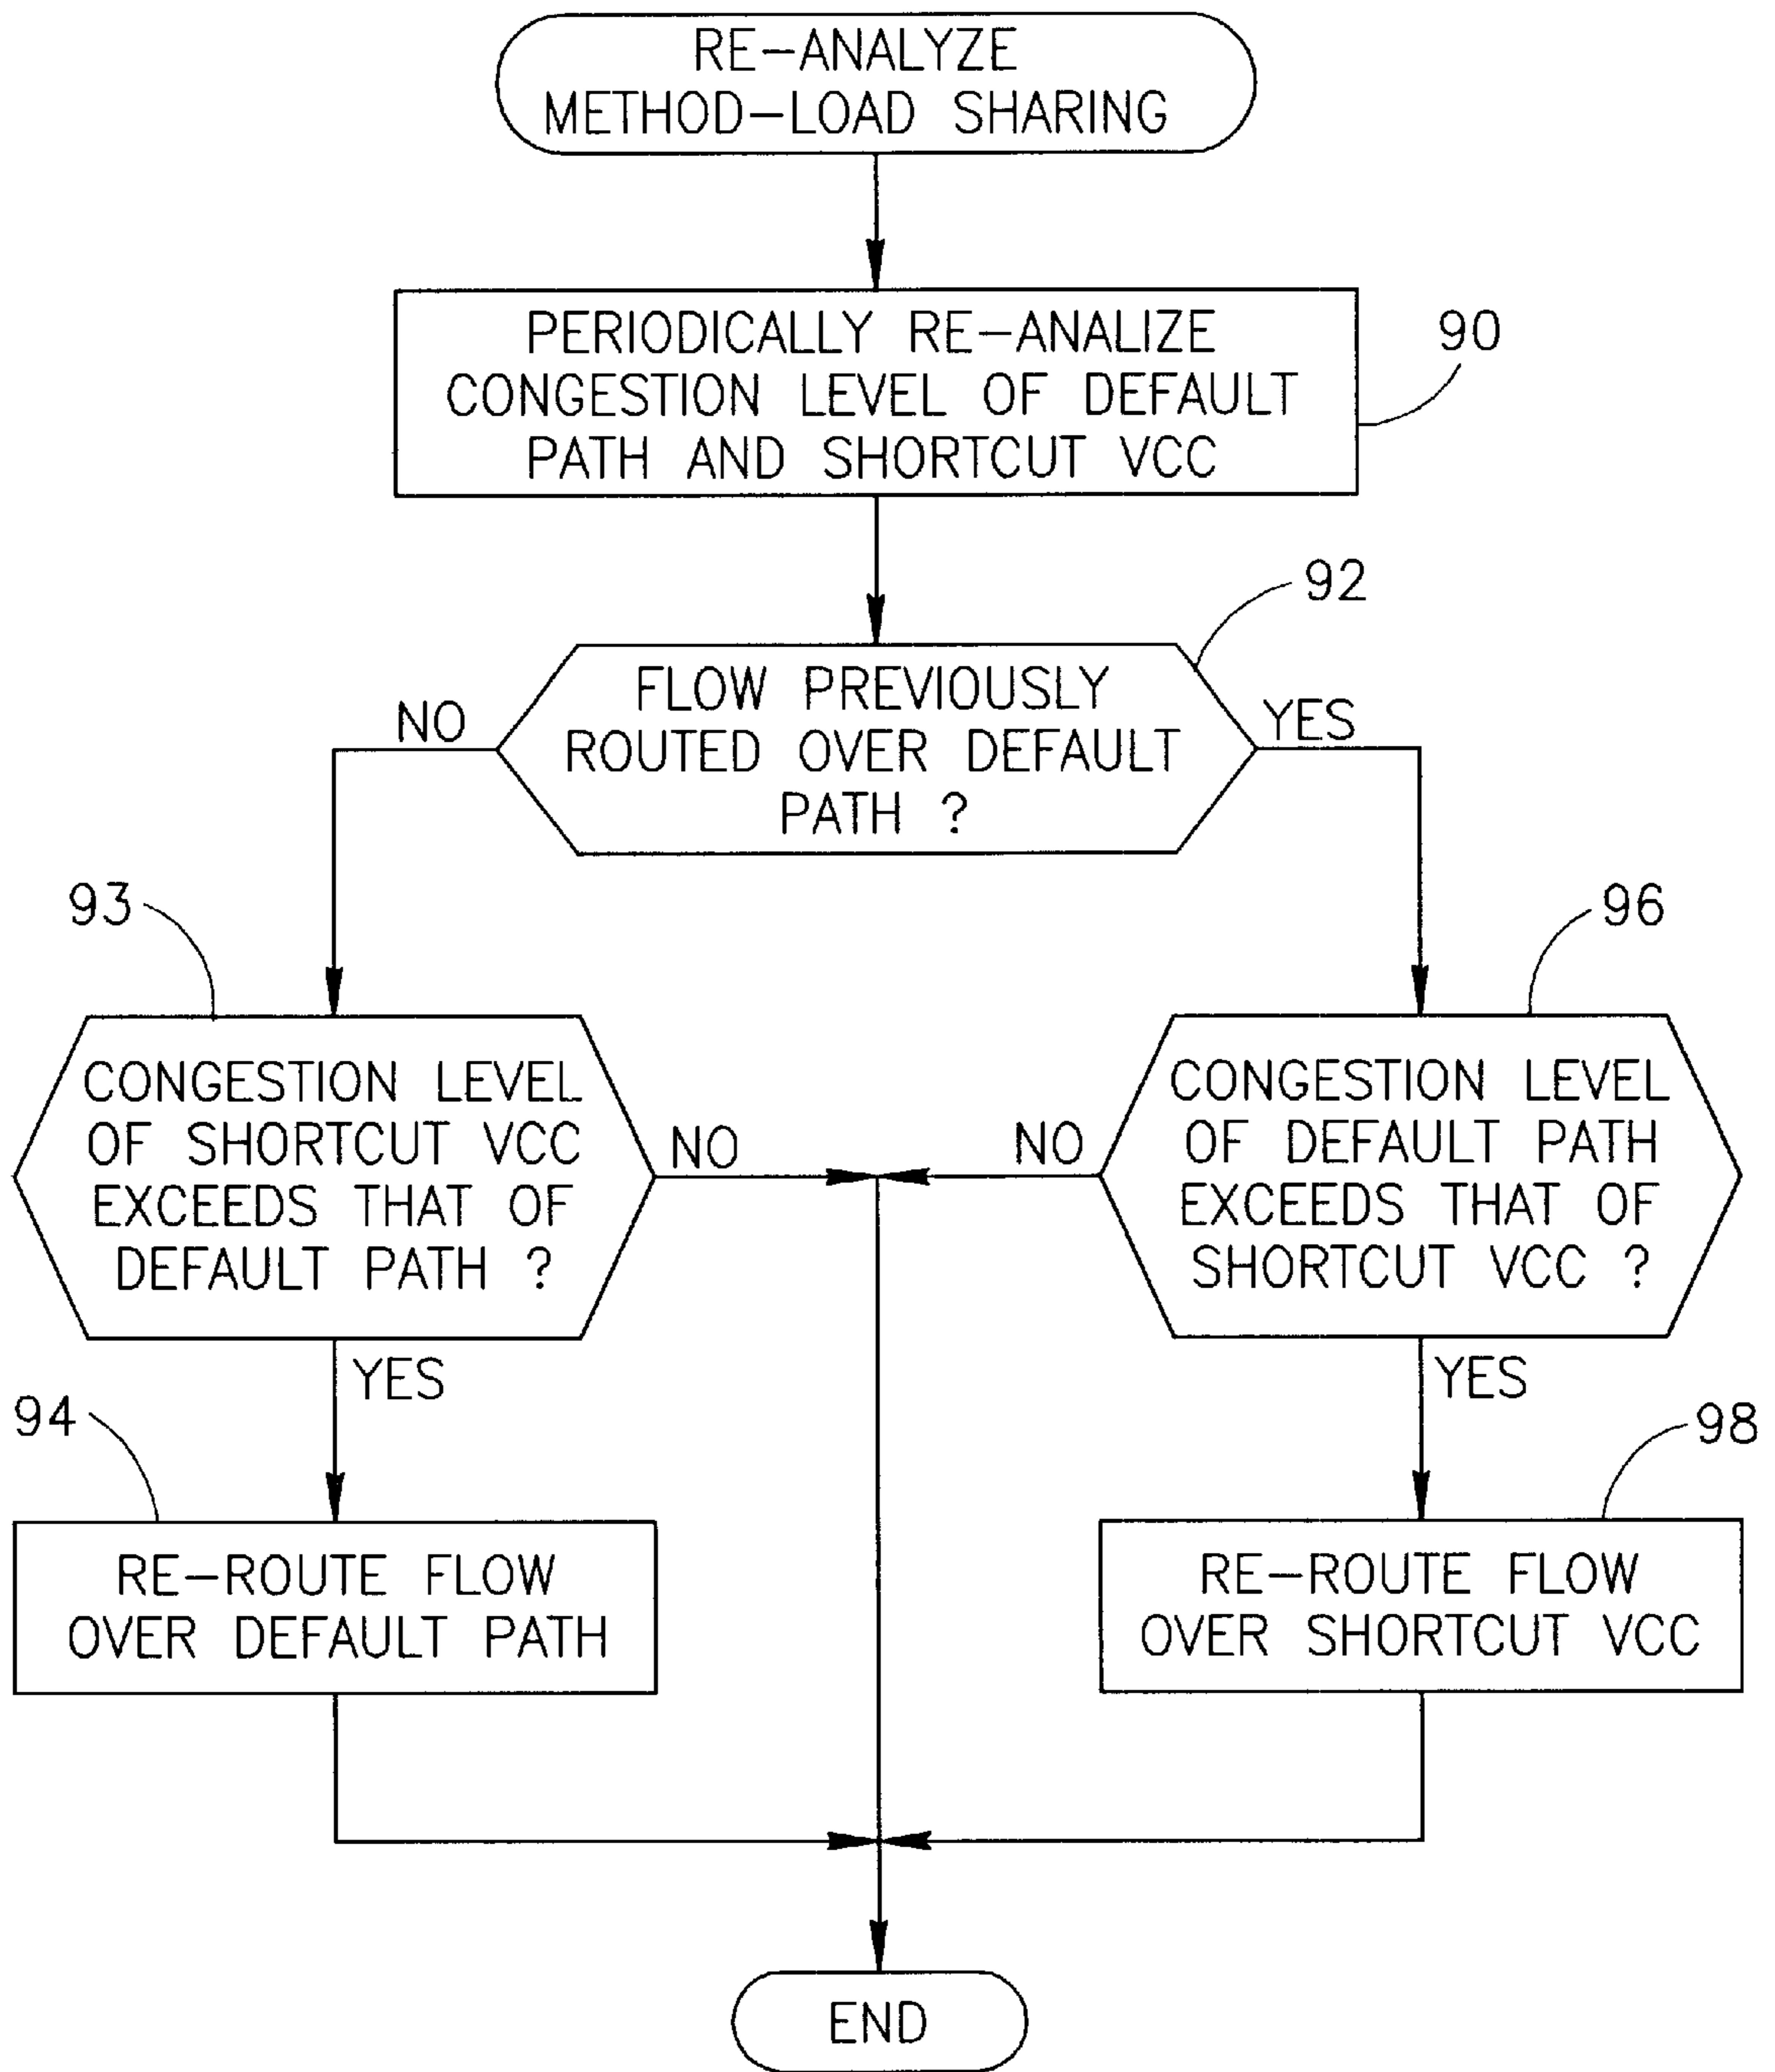 RE-ANALYZE
METHOD-LOAD SHARING
PERIODICALLY RE-ANALIZE
CONGESTION LEVEL OF DEFAULT
PATH AND SHORTCUT VCC
90
92
FLOW PREVIOUSLY
ROUTED OVER DEFAULT
PATH ?
NO
YES
93
96
CONGESTION LEVEL
OF SHORTCUT VCC
EXCEEDS THAT OF
DEFAULT PATH ?
NO
NO
CONGESTION LEVEL
OF DEFAULT PATH
EXCEEDS THAT OF
SHORTCUT VCC ?
YES
YES
94
98
RE-ROUTE FLOW
OVER DEFAULT PATH
RE-ROUTE FLOW
OVER SHORTCUT VCC
END